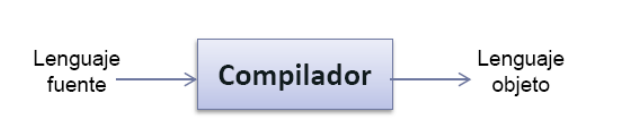 Lenguaje
fuente
Compilador
Lenguaje
objeto